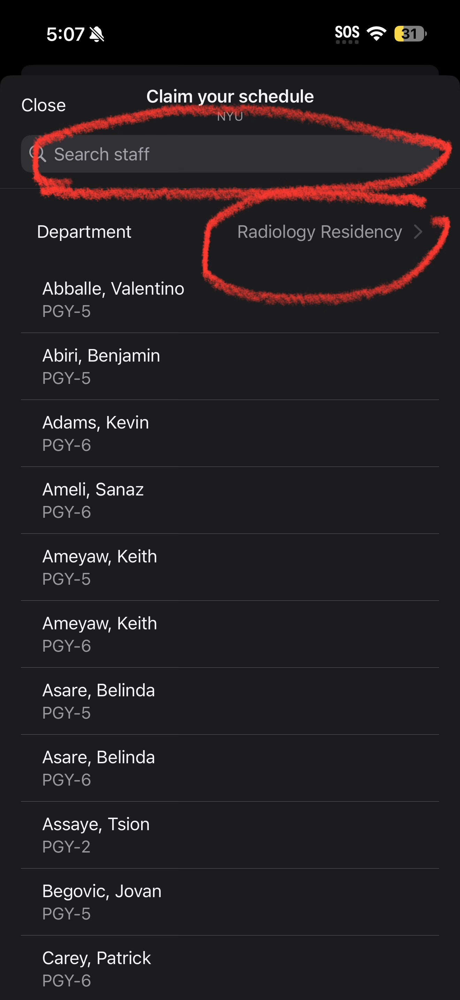 5:07
SOS
31
Close
Claim your schedule
NYU
Search staff
Department
Radiology Residency
Abballe, Valentino
PGY-5
Abiri, Benjamin
PGY-5
Adams, Kevin
PGY-6
Ameli, Sanaz
PGY-6
Ameyaw, Keith
PGY-5
Ameyaw, Keith
PGY-6
Asare, Belinda
PGY-5
Asare, Belinda
PGY-6
Assaye, Tsion
PGY-2
Begovic, Jovan
PGY-5
Carey, Patrick
PGY-6